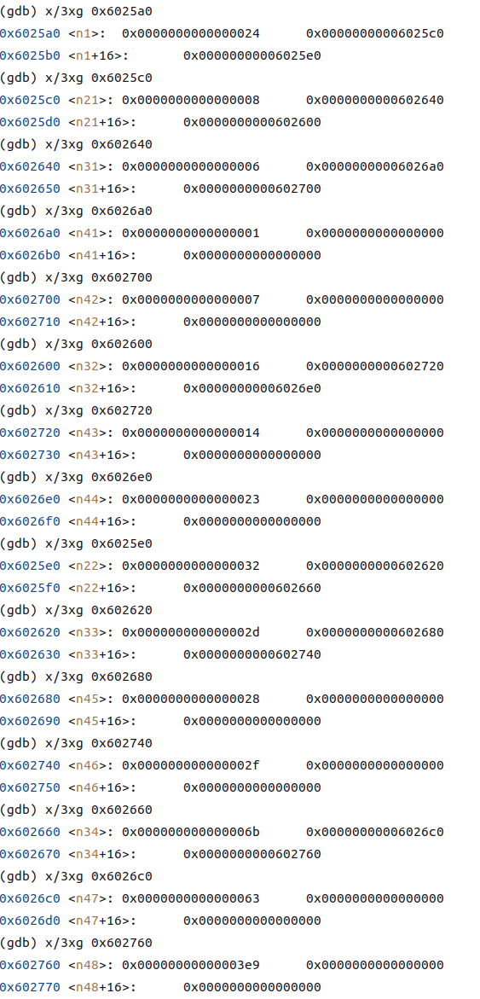 (gdb) x/3xg 0x6025a0
0x6025a0 <n1>: 0x0000000000000024 0x00000000006025c0
0x6025b0 <n1+16>: 0x00000000006025e0
(gdb) x/3xg 0x6025c0
0x6025c0 <n21>: 0x0000000000000008 0x0000000000602640
0x6025d0 <n21+16>: 0x0000000000602600
(gdb) x/3xg 0x602640
0x602640 <n31>: 0x0000000000000006 0x00000000006026a0
0x602650 <n31+16>: 0x0000000000602700
(gdb) x/3xg 0x6026a0
0x6026a0 <n41>: 0x0000000000000001 0x0000000000000000
0x6026b0 <n41+16>: 0x0000000000000000
(gdb) x/3xg 0x602700
0x602700 <n42>: 0x0000000000000007 0x0000000000000000
0x602710 <n42+16>: 0x0000000000000000
(gdb) x/3xg 0x602600
0x602600 <n32>: 0x0000000000000016 0x0000000000602720
0x602610 <n32+16>: 0x00000000006026e0
(gdb) x/3xg 0x602720
0x602720 <n43>: 0x0000000000000014 0x0000000000000000
0x602730 <n43+16>: 0x0000000000000000
(gdb) x/3xg 0x6026e0
0x6026e0 <n44>: 0x0000000000000023 0x0000000000000000
0x6026f0 <n44+16>: 0x0000000000000000
(gdb) x/3xg 0x6025e0
0x6025e0 <n22>: 0x0000000000000032 0x0000000000602620
0x6025f0 <n22+16>: 0x0000000000602660
(gdb) x/3xg 0x602620
0x602620 <n33>: 0x000000000000002d 0x0000000000602680
0x602630 <n33+16>: 0x0000000000602740
(gdb) x/3xg 0x602680
0x602680 <n45>: 0x0000000000000028 0x0000000000000000
0x602690 <n45+16>: 0x0000000000000000
(gdb) x/3xg 0x602740
0x602740 <n46>: 0x000000000000002f 0x0000000000000000
0x602750 <n46+16>: 0x0000000000000000
(gdb) x/3xg 0x602660
0x602660 <n34>: 0x000000000000006b 0x00000000006026c0
0x602670 <n34+16>: 0x0000000000602760
(gdb) x/3xg 0x6026c0
0x6026c0 <n47>: 0x0000000000000063 0x0000000000000000
0x6026d0 <n47+16>: 0x0000000000000000
(gdb) x/3xg 0x602760
0x602760 <n48>: 0x00000000000003e9 0x0000000000000000
0x602770 <n48+16>: 0x0000000000000000